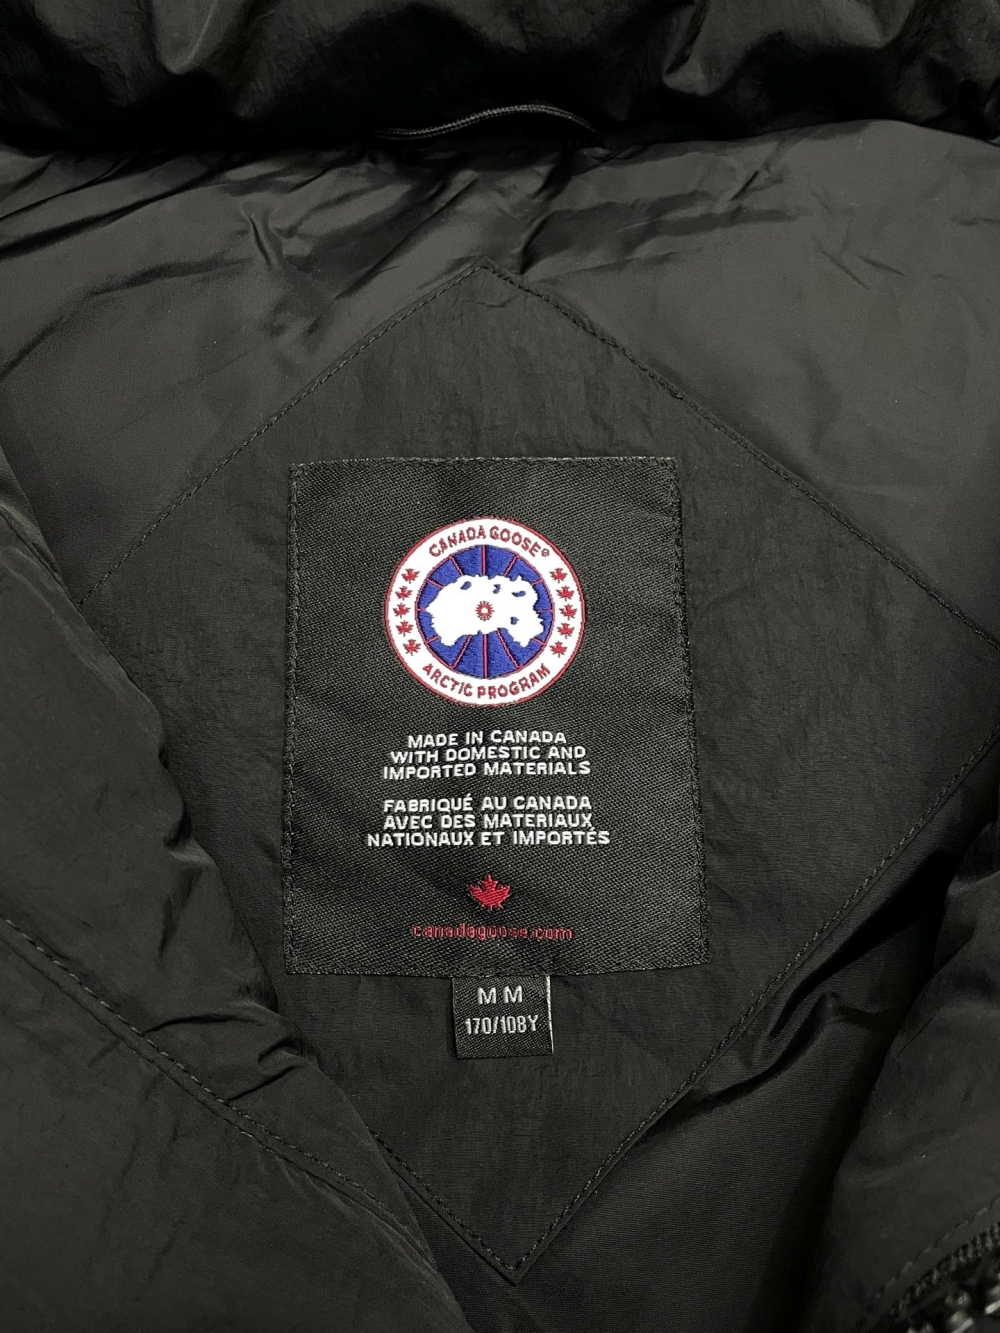 CANADA GOOSE®
ARCTIC PROGRAM
MADE IN CANADA
WITH DOMESTIC AND
IMPORTED MATERIALS
FABRIQUÉ AU CANADA
AVEC DES MATERIAUX
NATIONAUX ET IMPORTÉS
canadagoose.com
M M
170/108Y